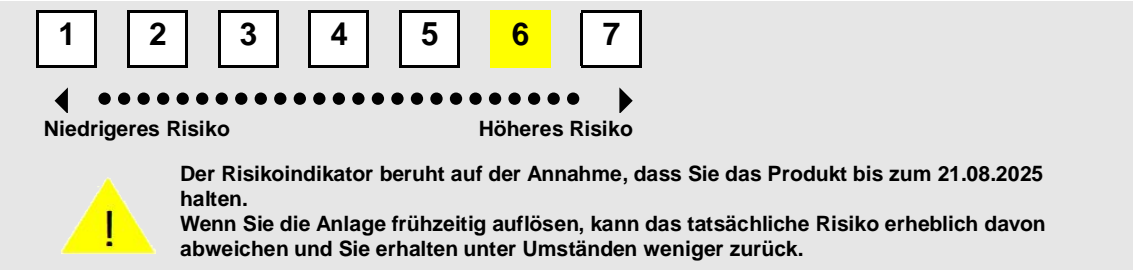 1 2 3 4 5 6 7
Niedrigeres Risiko Höheres Risiko
Der Risikoindikator beruht auf der Annahme, dass Sie das Produkt bis zum 21.08.2025
halten.
! Wenn Sie die Anlage frühzeitig auflösen, kann das tatsächliche Risiko erheblich davon
abweichen und Sie erhalten unter Umständen weniger zurück.